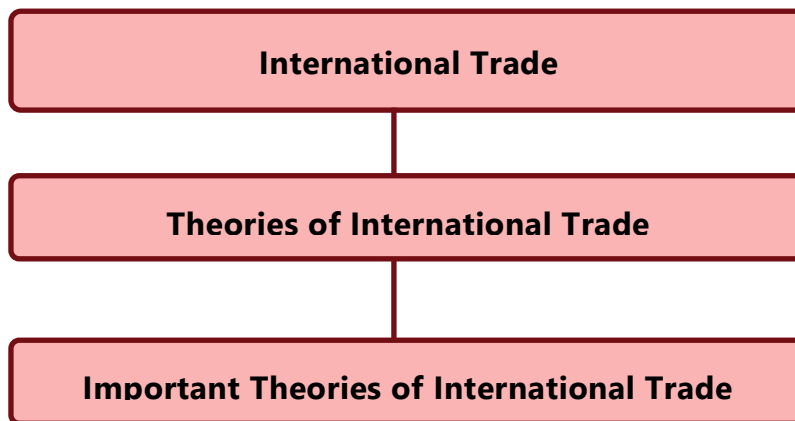 International Trade
Theories of International Trade
Important Theories of International Trade